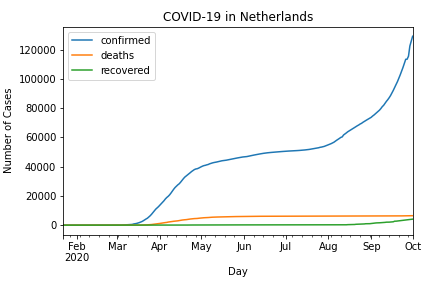 COVID-19 in Netherlands
confirmed
deaths
recovered
Number of Cases
120000
100000
80000
60000
40000
20000
0
Feb Mar Apr May Jun Jul Aug Sep Oct
2020
Day